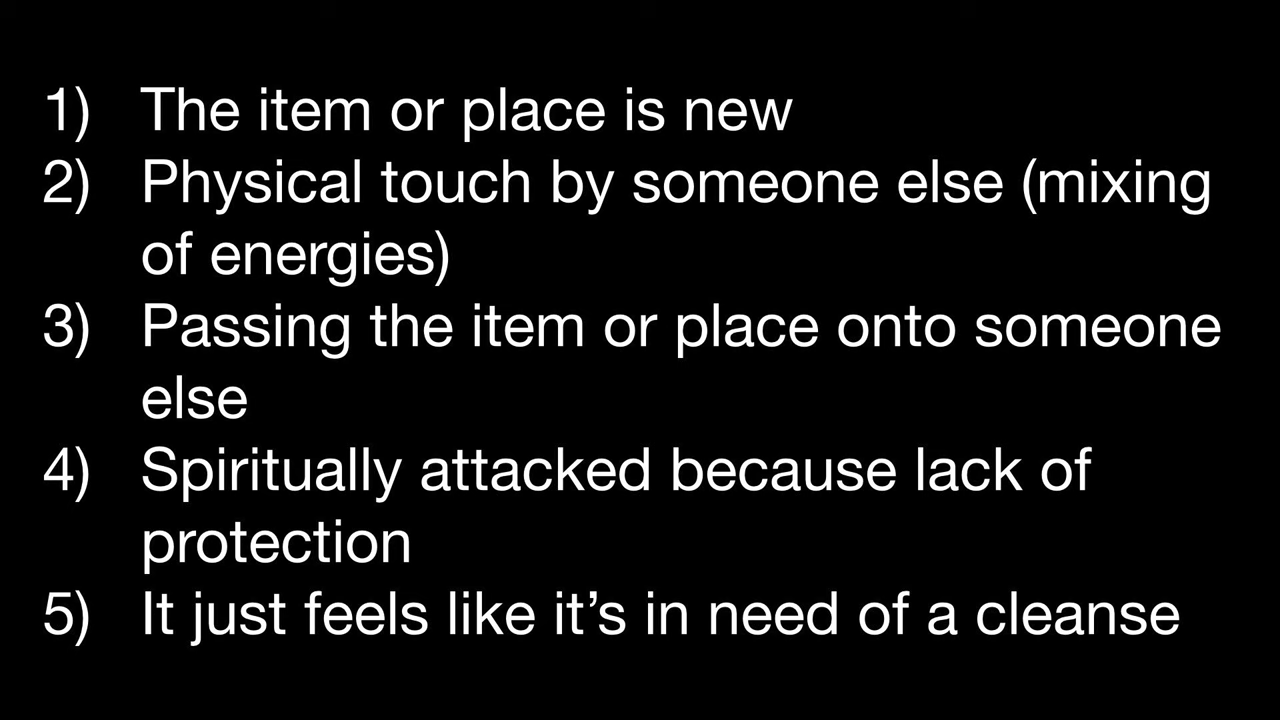 1) The item or place is new
2) Physical touch by someone else (mixing
of energies)
3) Passing the item or place onto someone
else
4) Spiritually attacked because lack of
protection
5) It just feels like it’s in need of a cleanse